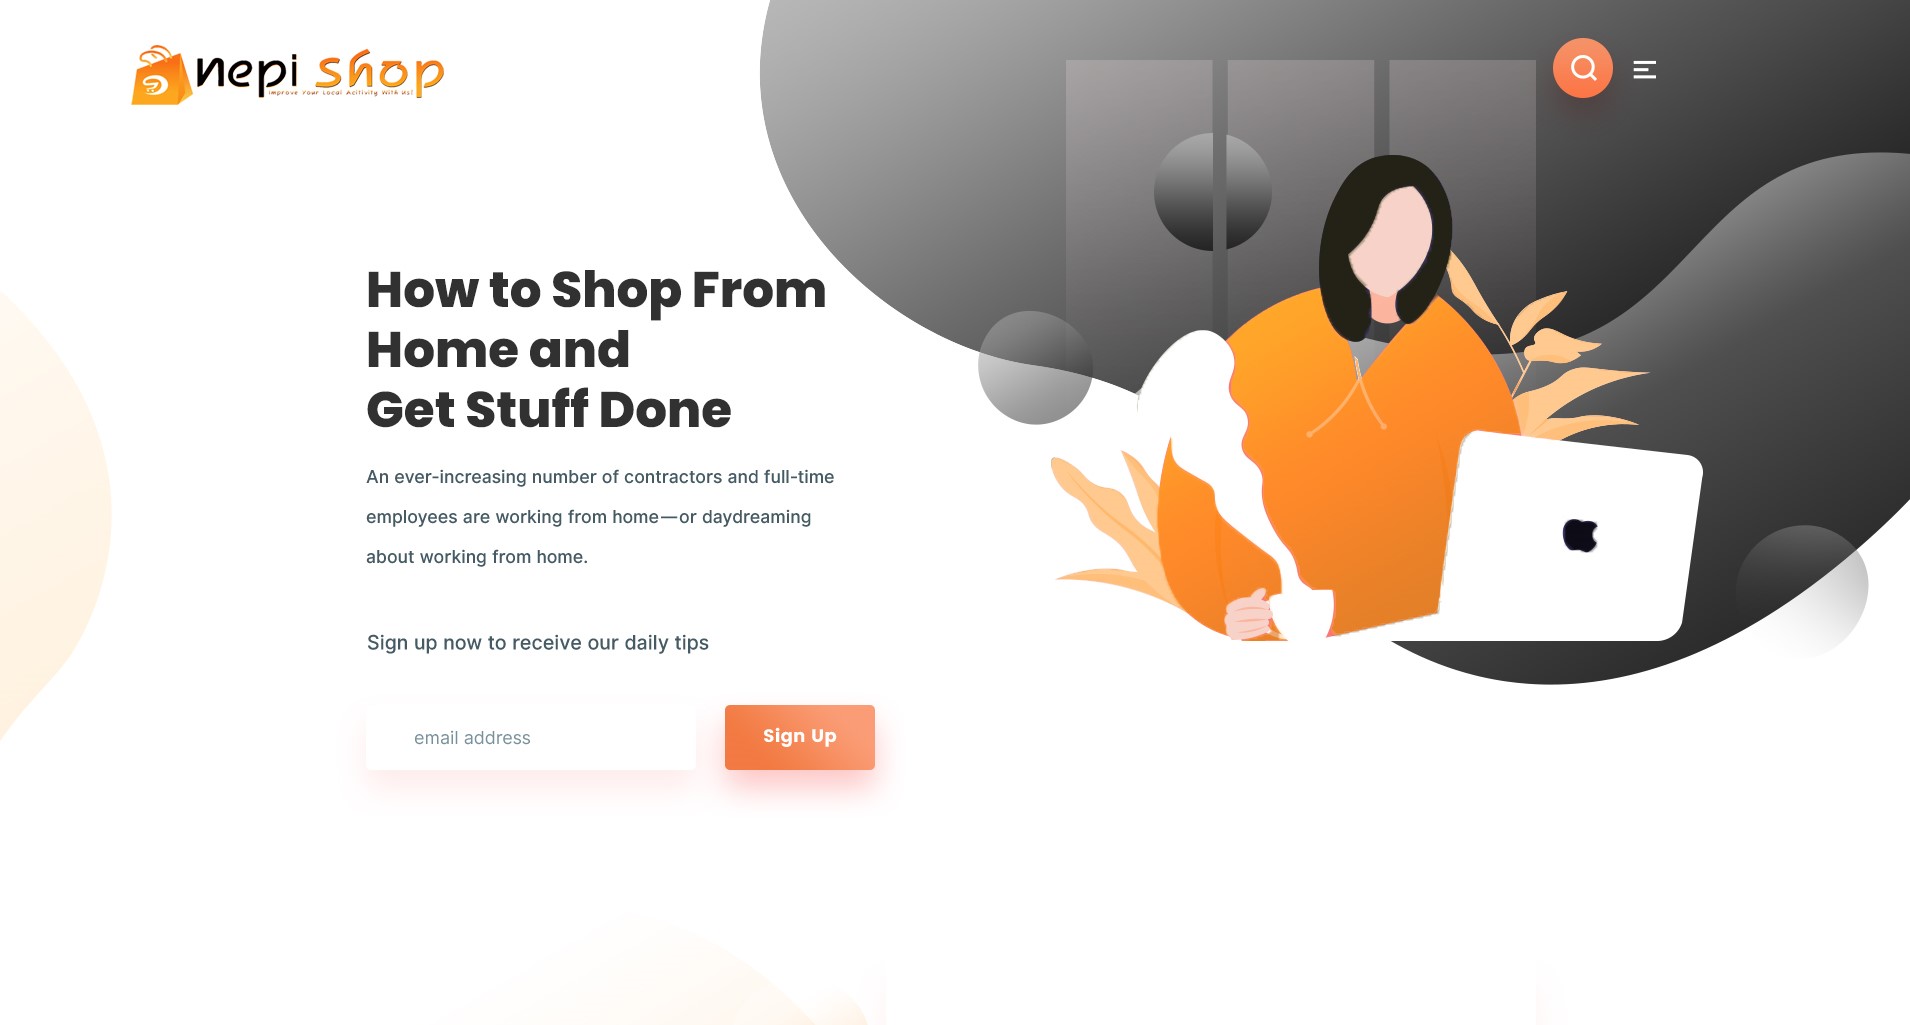 nepi shop
Improve Your Local Acitivity With Us!
How to Shop From
Home and
Get Stuff Done
An ever-increasing number of contractors and full-time
employees are working from home—or daydreaming
about working from home.
Sign up now to receive our daily tips
email address
Sign Up